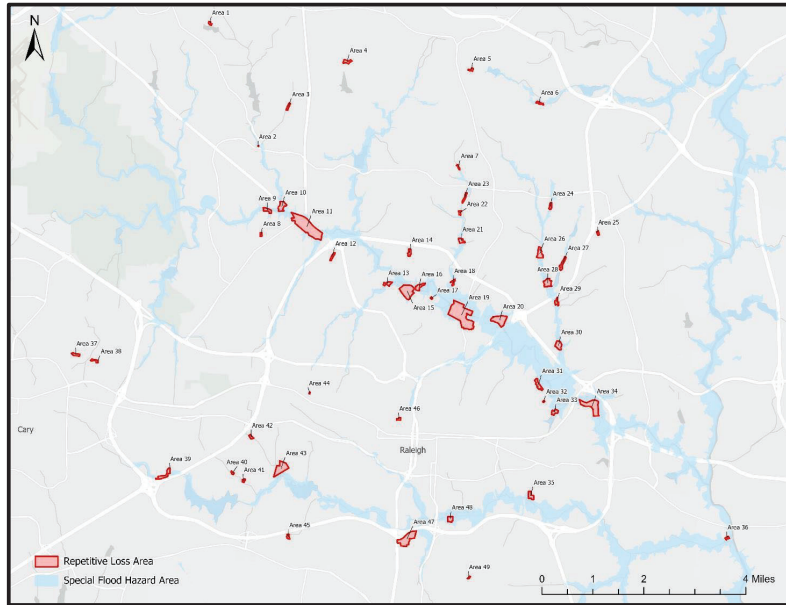 Area 1
N
Area 4
Area 5
Area 6
Area 3
Area 2
Area 7
Area 23
Area 22
Area 24
Area 25
Area 9
Area 10
Area 11
Area 8
Area 12
Area 14
Area 21
Area 26
Area 27
Area 28
Area 13
Area 16
Area 18
Area 17
Area 15
Area 19
Area 20
Area 29
Area 30
Area 37
Area 38
Area 31
Area 32
Area 33
Area 34
Area 44
Area 46
Cary
Area 42
Raleigh
Area 39
Area 40
Area 41
Area 43
Area 35
Area 48
Area 45
Area 47
Area 36
Area 49
Repetitive Loss Area
Special Flood Hazard Area
0 1 2 4 Miles